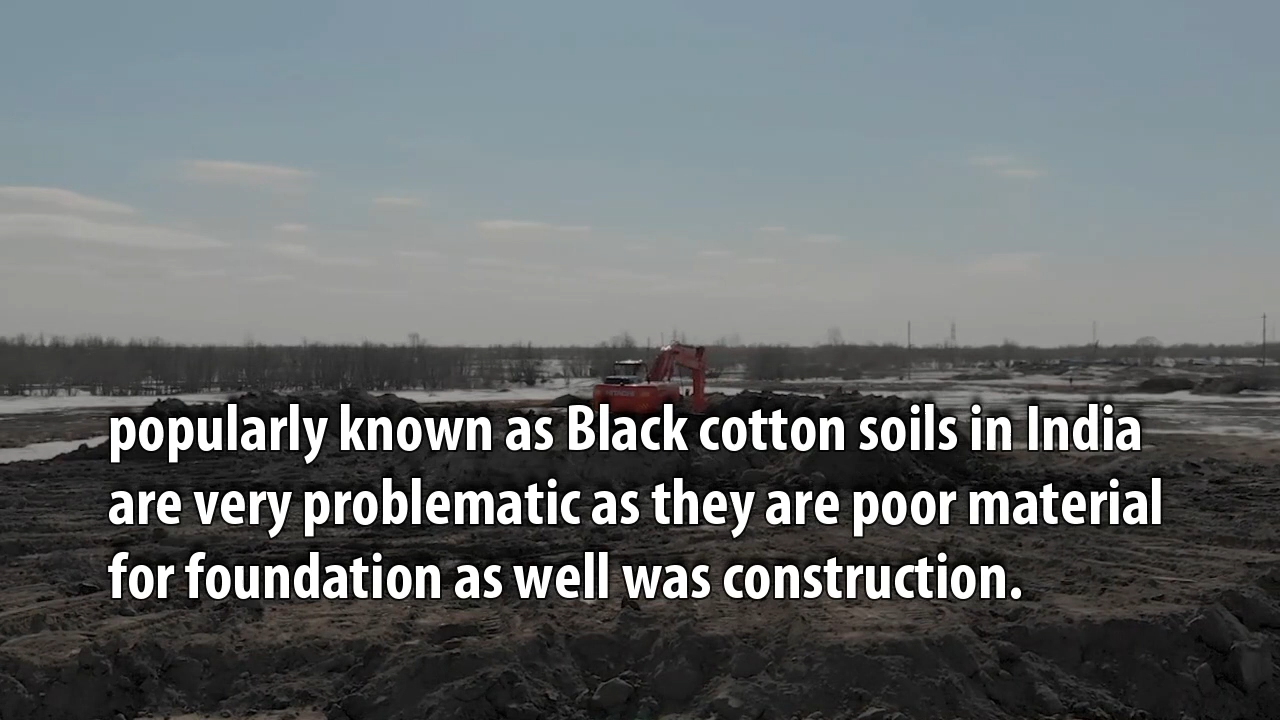 popularly known as Black cotton soils in India
are very problematic as they are poor material
for foundation as well was construction.